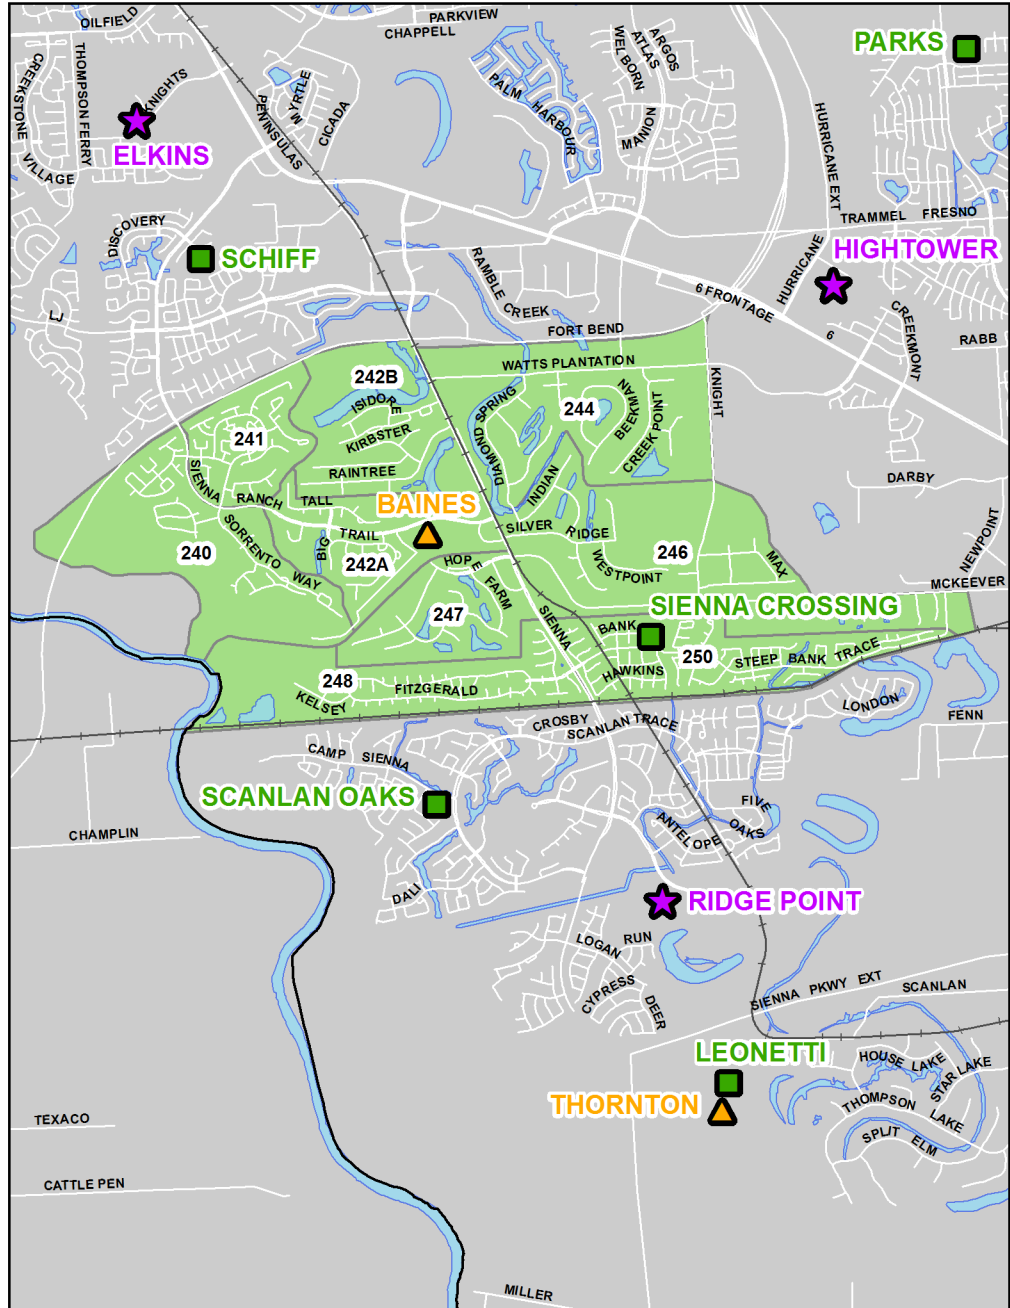 OILFIELD
PARKVIEW
CHAPPELL
PARKS
CREEKSTONE
THOMPSON FERRY
KNIGHTS
MYRTLE
CICADA
PENINSULAS
PALM HARBOUR
WELBORN
ATLAS
ARGOS
MANION
HURRICANE EXT
ELKINS
VILLAGE
DISCOVERY
TRAMMEL FRESNO
SCHIFF
HIGHTOWER
HURRICANE
RAMBLE CREEK
6 FRONTAGE
6
CREEKMONT
LJ
FORT BEND
RABB
WATTS PLANTATION
242B
ISIDORE
KNIGHT
244
BEEKMAN
CREEK POINT
DIAMOND SPRING
241
KIRBSTER
RAINTREE
INDIAN
DARBY
SIENNA RANCH
TALL
BAINES
SILVER RIDGE
BIG TRAIL
SORRENTO WAY
240
242A
HOPE FARM
WESTPOINT
246
MAX
NEWPOINT
MCKEEVER
SIENNA CROSSING
247
SIENNA
BANK
250
HAWKINS
STEEP BANK TRACE
248
KELSEY
FITZGERALD
LONDON
FENN
CROSBY
SCANLAN TRACE
CAMP SIENNA
SCANLAN OAKS
FIVE OAKS
ANTELOPE
CHAMPLIN
DALI
RIDGE POINT
LOGAN RUN
CYPRESS
DEER
SIENNA PKWY EXT
SCANLAN
LEONETTI
HOUSE LAKE
STAR LAKE
THORNTON
THOMPSON LAKE
SPLIT ELM
TEXACO
CATTLE PEN
MILLER